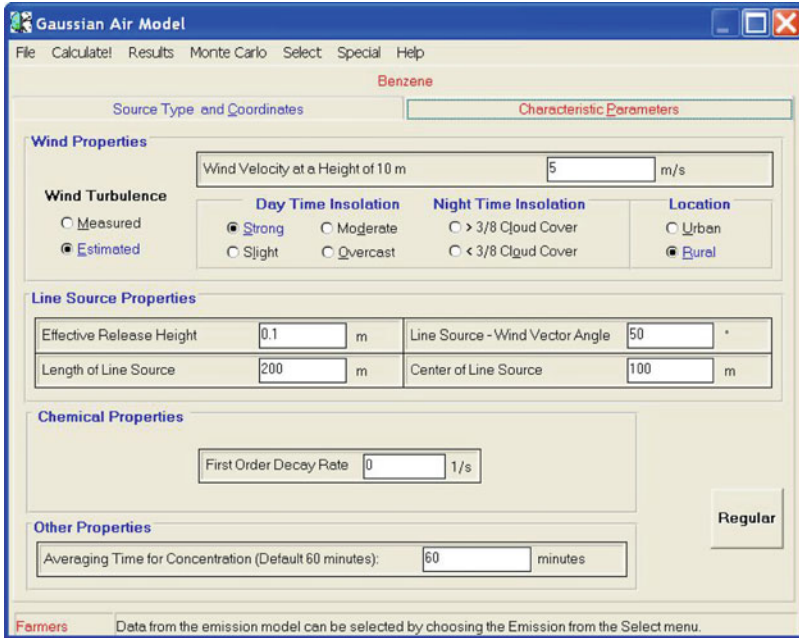 Gaussian Air Model
File Calculate! Results Monte Carlo Select Special Help
Benzene
Source Type and Coordinates Characteristic Parameters
Wind Properties
Wind Velocity at a Height of 10 m 5 m/s
Wind Turbulence Day Time Insolation Night Time Insolation Location
Measured Strong Moderate > 3/8 Cloud Cover Urban
Estimated Slight Overcast < 3/8 Cloud Cover Rural
Line Source Properties
Effective Release Height 0.1 m Line Source - Wind Vector Angle 50 °
Length of Line Source 200 m Center of Line Source 100 m
Chemical Properties
First Order Decay Rate 0 1/s
Regular
Other Properties
Averaging Time for Concentration (Default 60 minutes): 60 minutes
Farmers Data from the emission model can be selected by choosing the Emission from the Select menu.